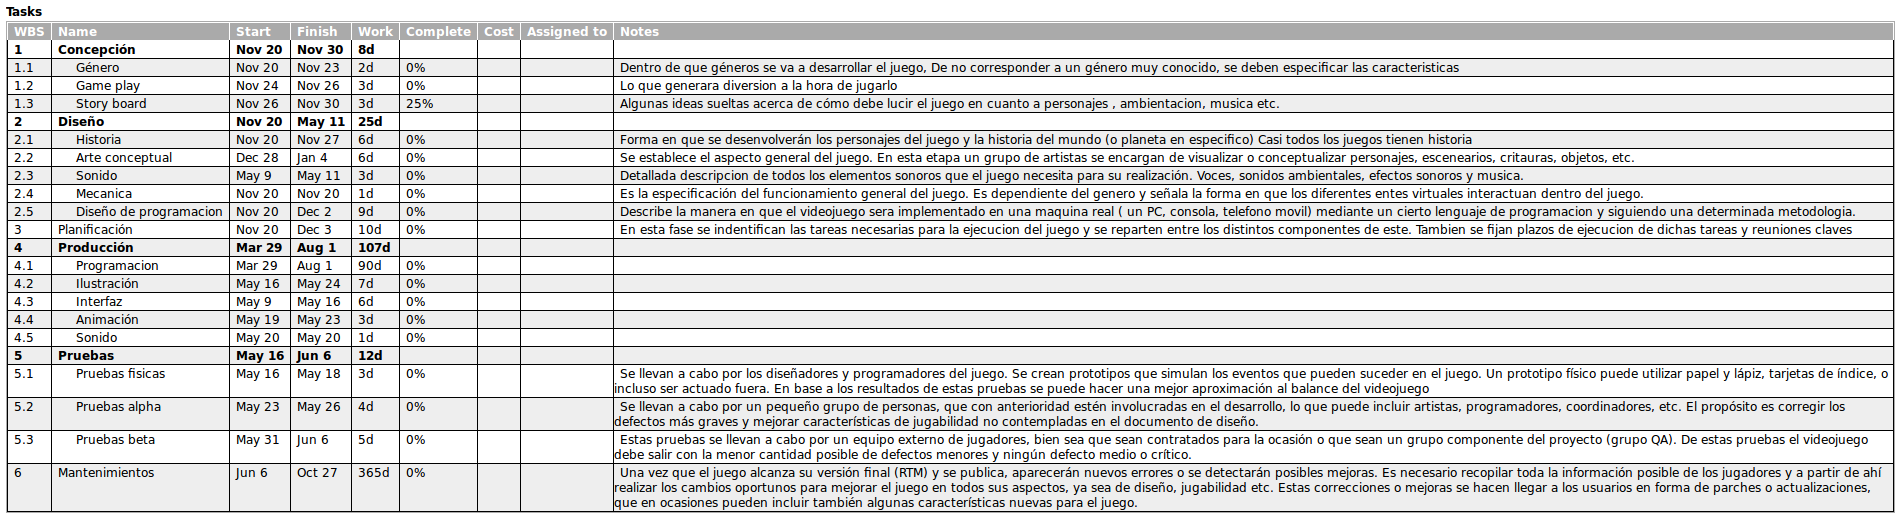 Tasks
WBS Name Start Finish Work Complete Cost Assigned to Notes
1 Concepción Nov 20 Nov 30 8d
1.1 Género Nov 20 Nov 23 2d 0% Dentro de que géneros se va a desarrollar el juego, De no corresponder a un género muy conocido, se deben especificar las caracteristicas
1.2 Game play Nov 24 Nov 26 3d 0% Lo que generara diversion a la hora de jugarlo
1.3 Story board Nov 26 Nov 30 3d 25% Algunas ideas sueltas acerca de cómo debe lucir el juego en cuanto a personajes , ambientacion, musica etc.
2 Diseño Nov 20 May 11 25d
2.1 Historia Nov 20 Nov 27 6d 0% Forma en que se desenvolverán los personajes del juego y la historia del mundo (o planeta en especifico) Casi todos los juegos tienen historia
2.2 Arte conceptual Dec 28 Jan 4 6d 0% Se establece el aspecto general del juego. En esta etapa un grupo de artistas se encargan de visualizar o conceptualizar personajes, escenearios, critauras, objetos, etc.
2.3 Sonido May 9 May 11 3d 0% Detallada descripcion de todos los elementos sonoros que el juego necesita para su realización. Voces, sonidos ambientales, efectos sonoros y musica.
2.4 Mecanica Nov 20 Nov 20 1d 0% Es la especificación del funcionamiento general del juego. Es dependiente del genero y señala la forma en que los diferentes entes virtuales interactuan dentro del juego.
2.5 Diseño de programacion Nov 20 Dec 2 9d 0% Describe la manera en que el videojuego sera implementado en una maquina real ( un PC, consola, telefono movil) mediante un cierto lenguaje de programacion y siguiendo una determinada metodologia.
3 Planificación Nov 20 Dec 3 10d 0% En esta fase se indentifican las tareas necesarias para la ejecucion del juego y se reparten entre los distintos componentes de este. Tambien se fijan plazos de ejecucion de dichas tareas y reuniones claves
4 Producción Mar 29 Aug 1 107d
4.1 Programacion Mar 29 Aug 1 90d 0%
4.2 Ilustración May 16 May 24 7d 0%
4.3 Interfaz May 9 May 16 6d 0%
4.4 Animación May 19 May 23 3d 0%
4.5 Sonido May 20 May 20 1d 0%
5 Pruebas May 16 Jun 6 12d
5.1 Pruebas fisicas May 16 May 18 3d 0% Se llevan a cabo por los diseñadores y programadores del juego. Se crean prototipos que simulan los eventos que pueden suceder en el juego. Un prototipo físico puede utilizar papel y lápiz, tarjetas de índice, o
incluso ser actuado fuera. En base a los resultados de estas pruebas se puede hacer una mejor aproximación al balance del videojuego
5.2 Pruebas alpha May 23 May 26 4d 0% Se llevan a cabo por un pequeño grupo de personas, que con anterioridad estén involucradas en el desarrollo, lo que puede incluir artistas, programadores, coordinadores, etc. El propósito es corregir los
defectos más graves y mejorar características de jugabilidad no contempladas en el documento de diseño.
5.3 Pruebas beta May 31 Jun 6 5d 0% Estas pruebas se llevan a cabo por un equipo externo de jugadores, bien sea que sean contratados para la ocasión o que sean un grupo componente del proyecto (grupo QA). De estas pruebas el videojuego
debe salir con la menor cantidad posible de defectos menores y ningún defecto medio o crítico.
6 Mantenimientos Jun 6 Oct 27 365d 0% Una vez que el juego alcanza su versión final (RTM) y se publica, aparecerán nuevos errores o se detectarán posibles mejoras. Es necesario recopilar toda la información posible de los jugadores y a partir de ahí
realizar los cambios oportunos para mejorar el juego en todos sus aspectos, ya sea de diseño, jugabilidad etc. Estas correcciones o mejoras se hacen llegar a los usuarios en forma de parches o actualizaciones,
que en ocasiones pueden incluir también algunas características nuevas para el juego.